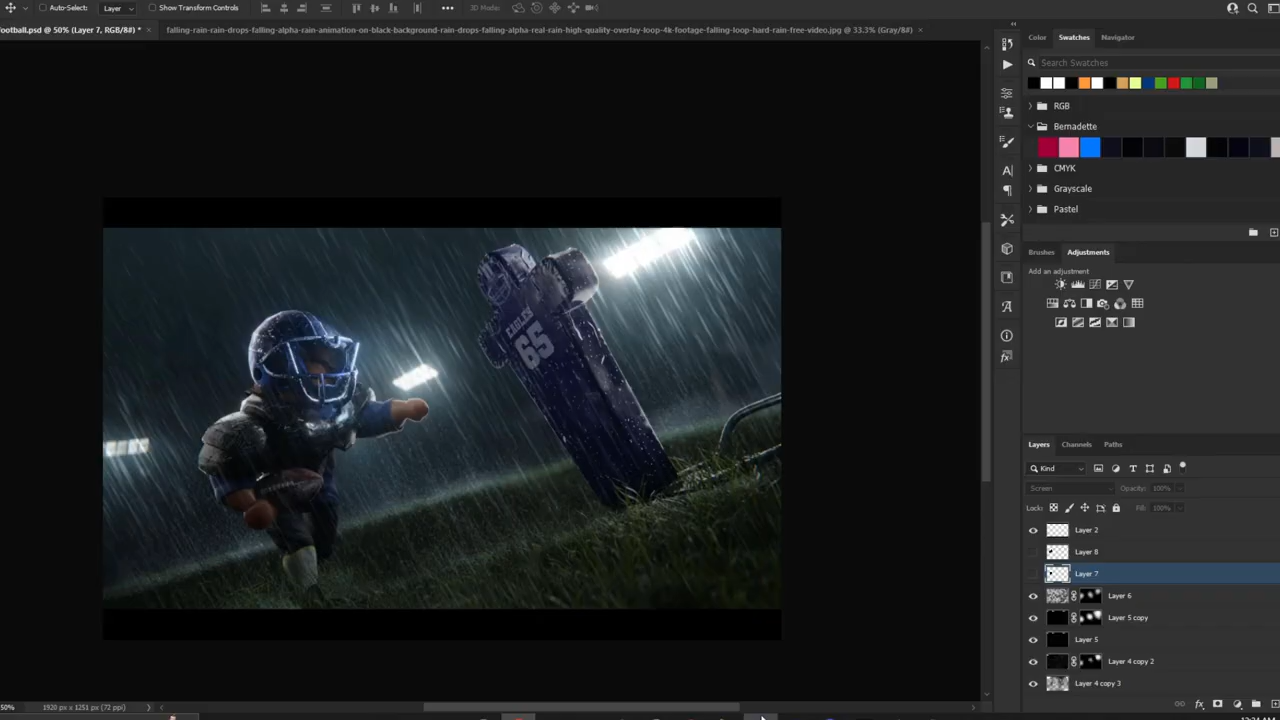 Auto-Select:
Layer
Show Transform Controls
3D Mode:
ootball.psd @ 50% (Layer 7, RGB/8#) *
falling-rain-rain-drops-falling-alpha-rain-animation-on-black-background-rain-drops-falling-alpha-real-rain-high-quality-overlay-loop-4k-footage-falling-loop-hard-rain-free-video.jpg @ 33.3% (Gray/8#)
Color
Swatches
Navigator
Search Swatches
RGB
Bernadette
CMYK
Grayscale
Pastel
Brushes
Adjustments
Add an adjustment
EAGLES
65
Layers
Channels
Paths
Kind
Screen
Opacity: 100%
Lock:
Fill: 100%
Layer 2
Layer 8
Layer 7
Layer 6
Layer 5 copy
Layer 5
Layer 4 copy 2
Layer 4 copy 3
50%
1920 px x 1251 px (72 ppi)